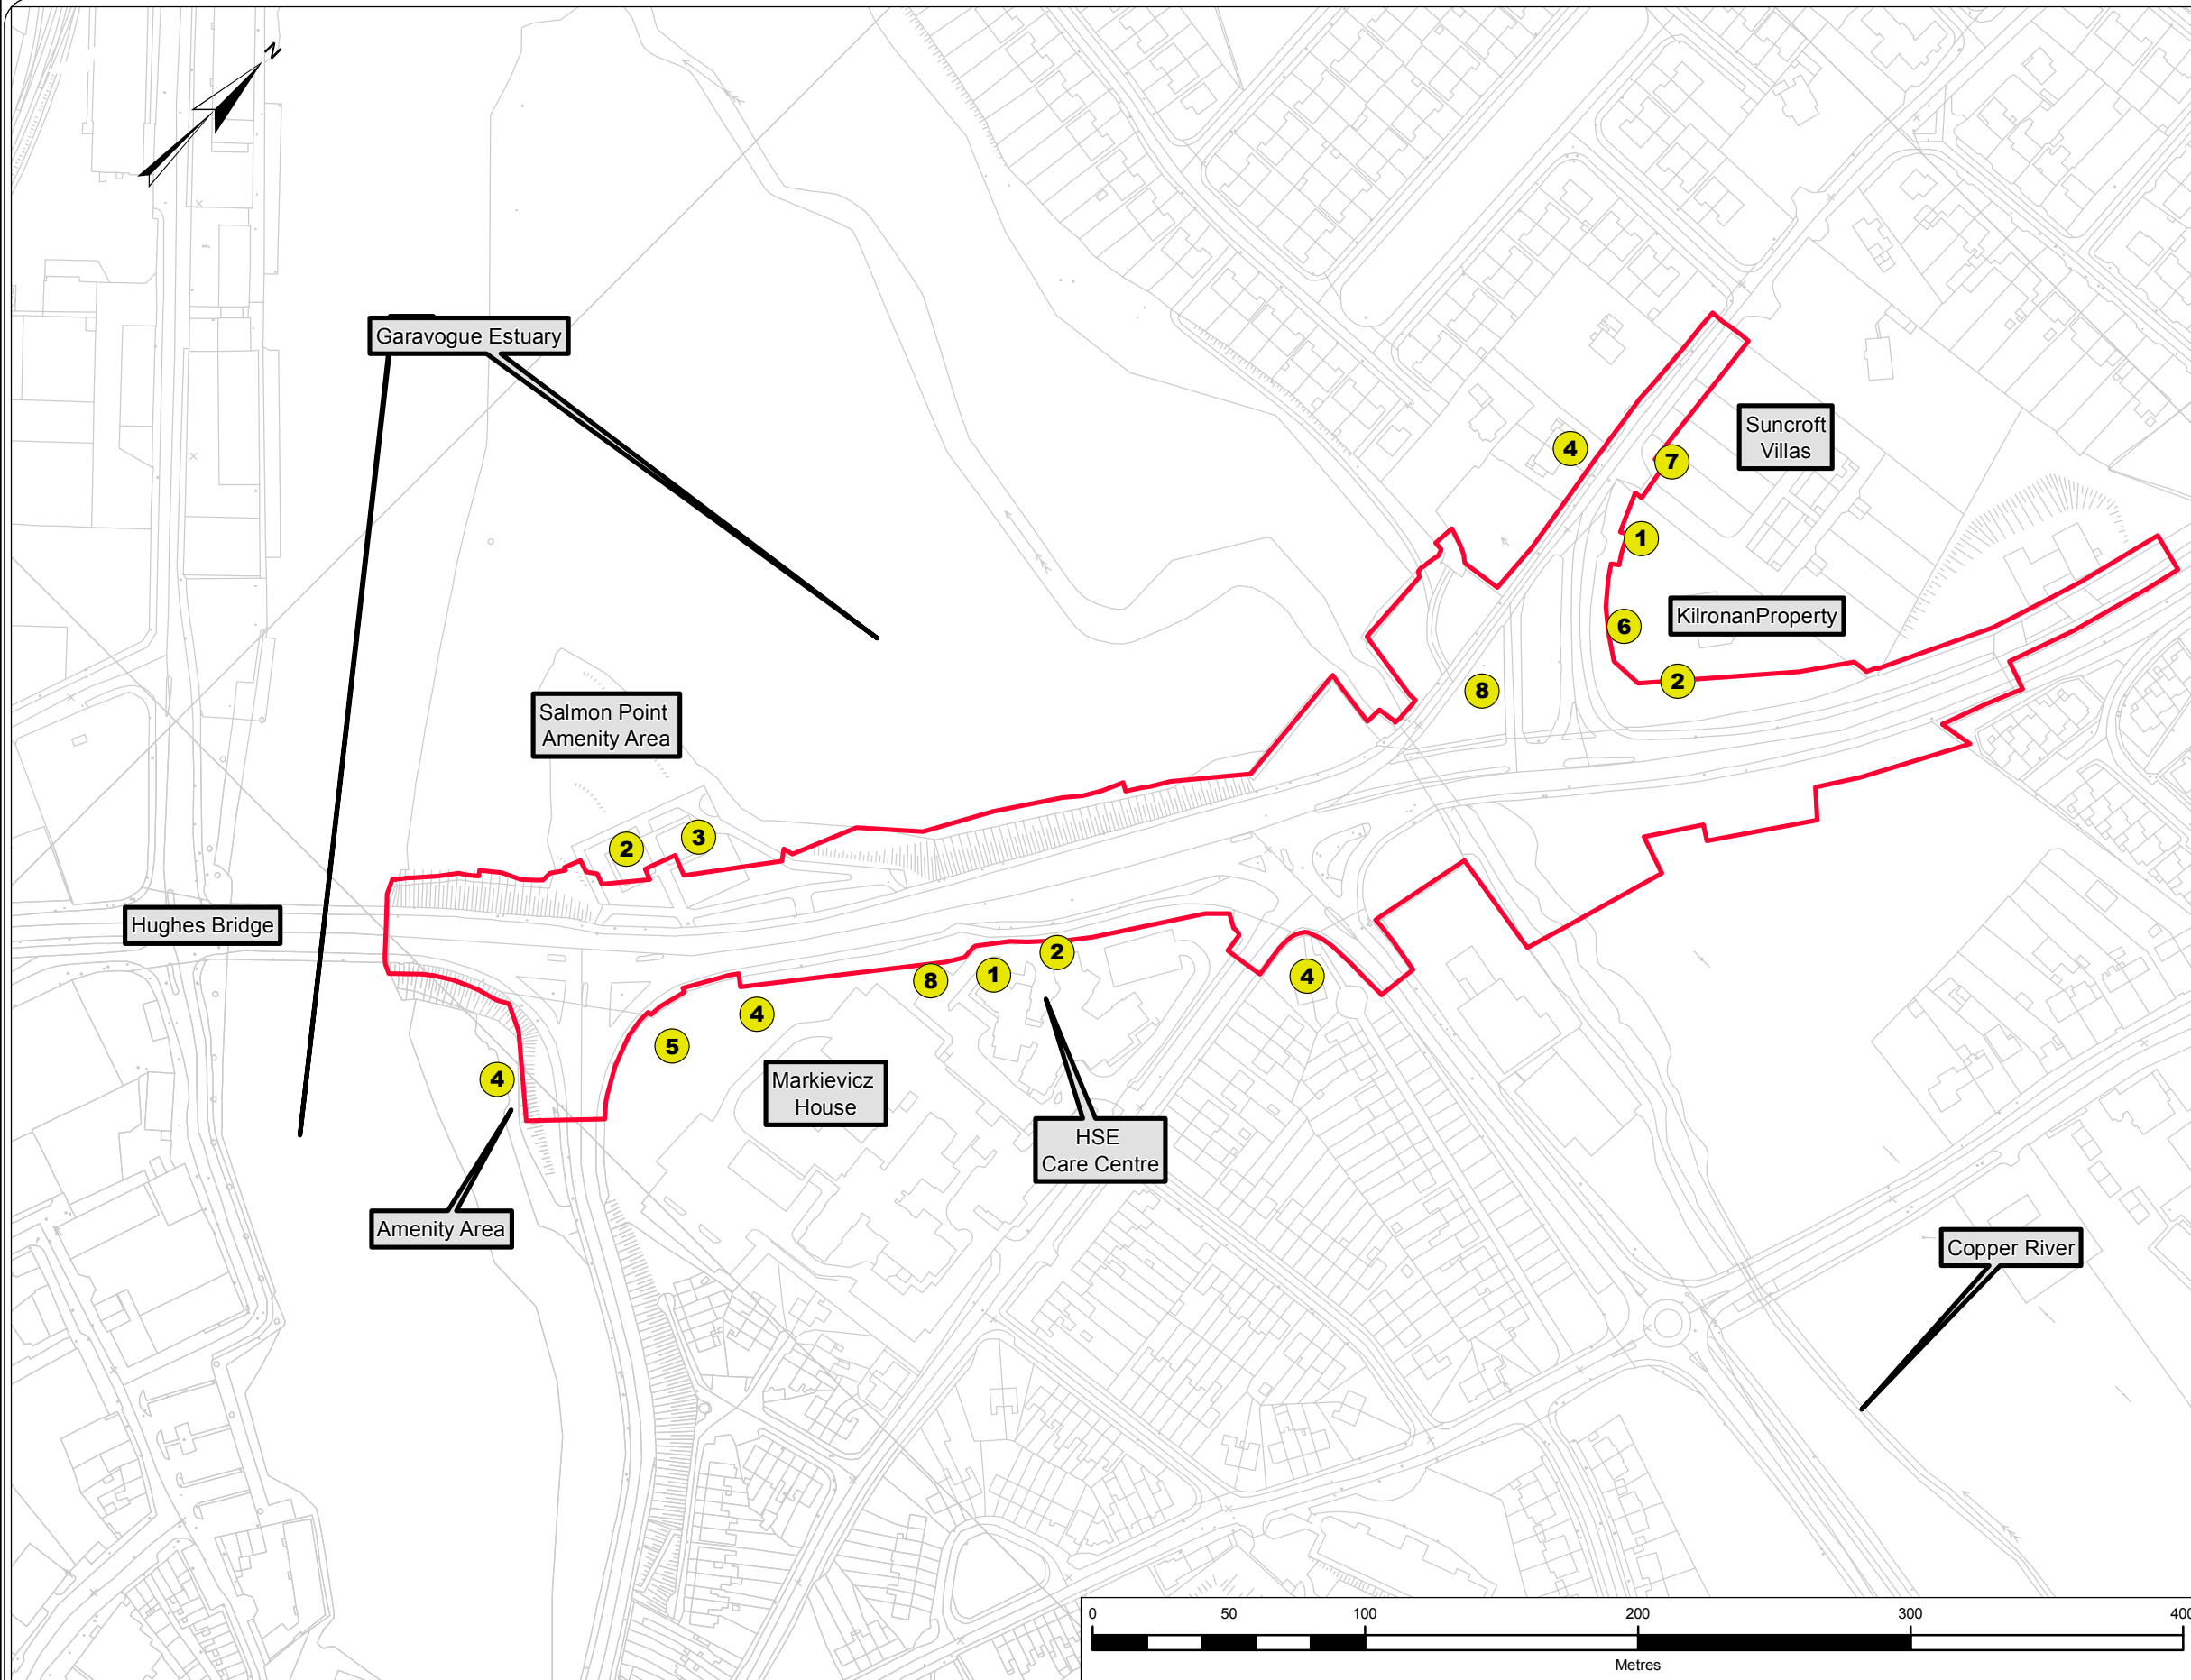 N
Garavogue Estuary
Suncroft
Villas
4
7
1
KilronanProperty
6
2
8
Salmon Point
Amenity Area
2
3
Hughes Bridge
2
8
1
4
4
5
4
Markievicz
House
HSE
Care Centre
Amenity Area
Copper River
0 50 100 200 300 400
Metres